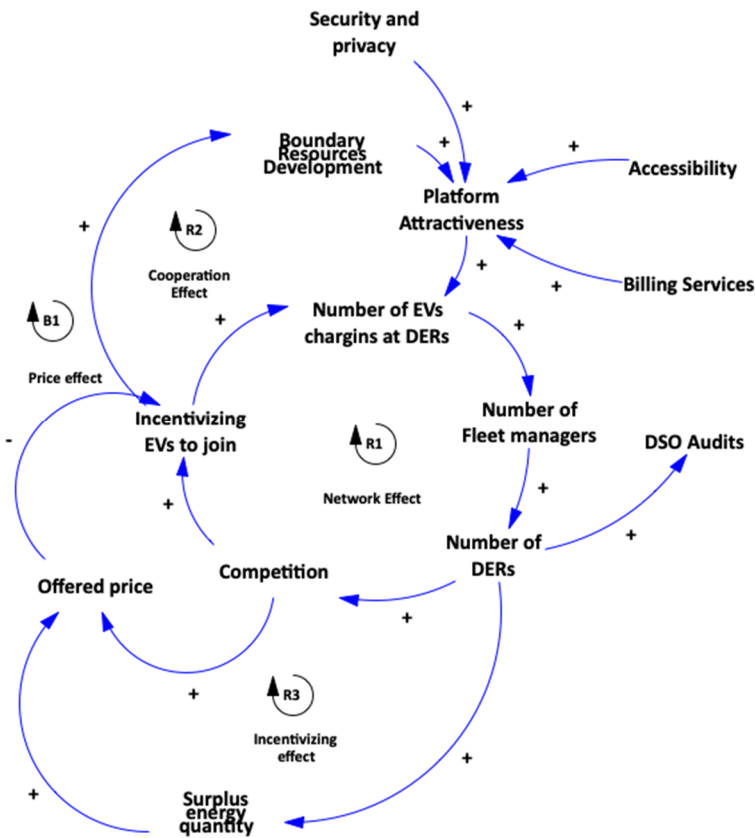 Security and
privacy
+
Boundary
Resources
Development
+
+
Accessibility
Platform
Attractiveness
+
R2
Cooperation
Effect
+
+
Billing Services
B1
Price effect
+
Number of EVs
chargins at DERs
+
Incentivizing
EVs to join
-
R1
Network Effect
Number of
Fleet managers
DSO Audits
+
+
+
Number of
DERs
Competition
Offered price
+
+
R3
Incentivizing
effect
+
+
Surplus
energy
quantity